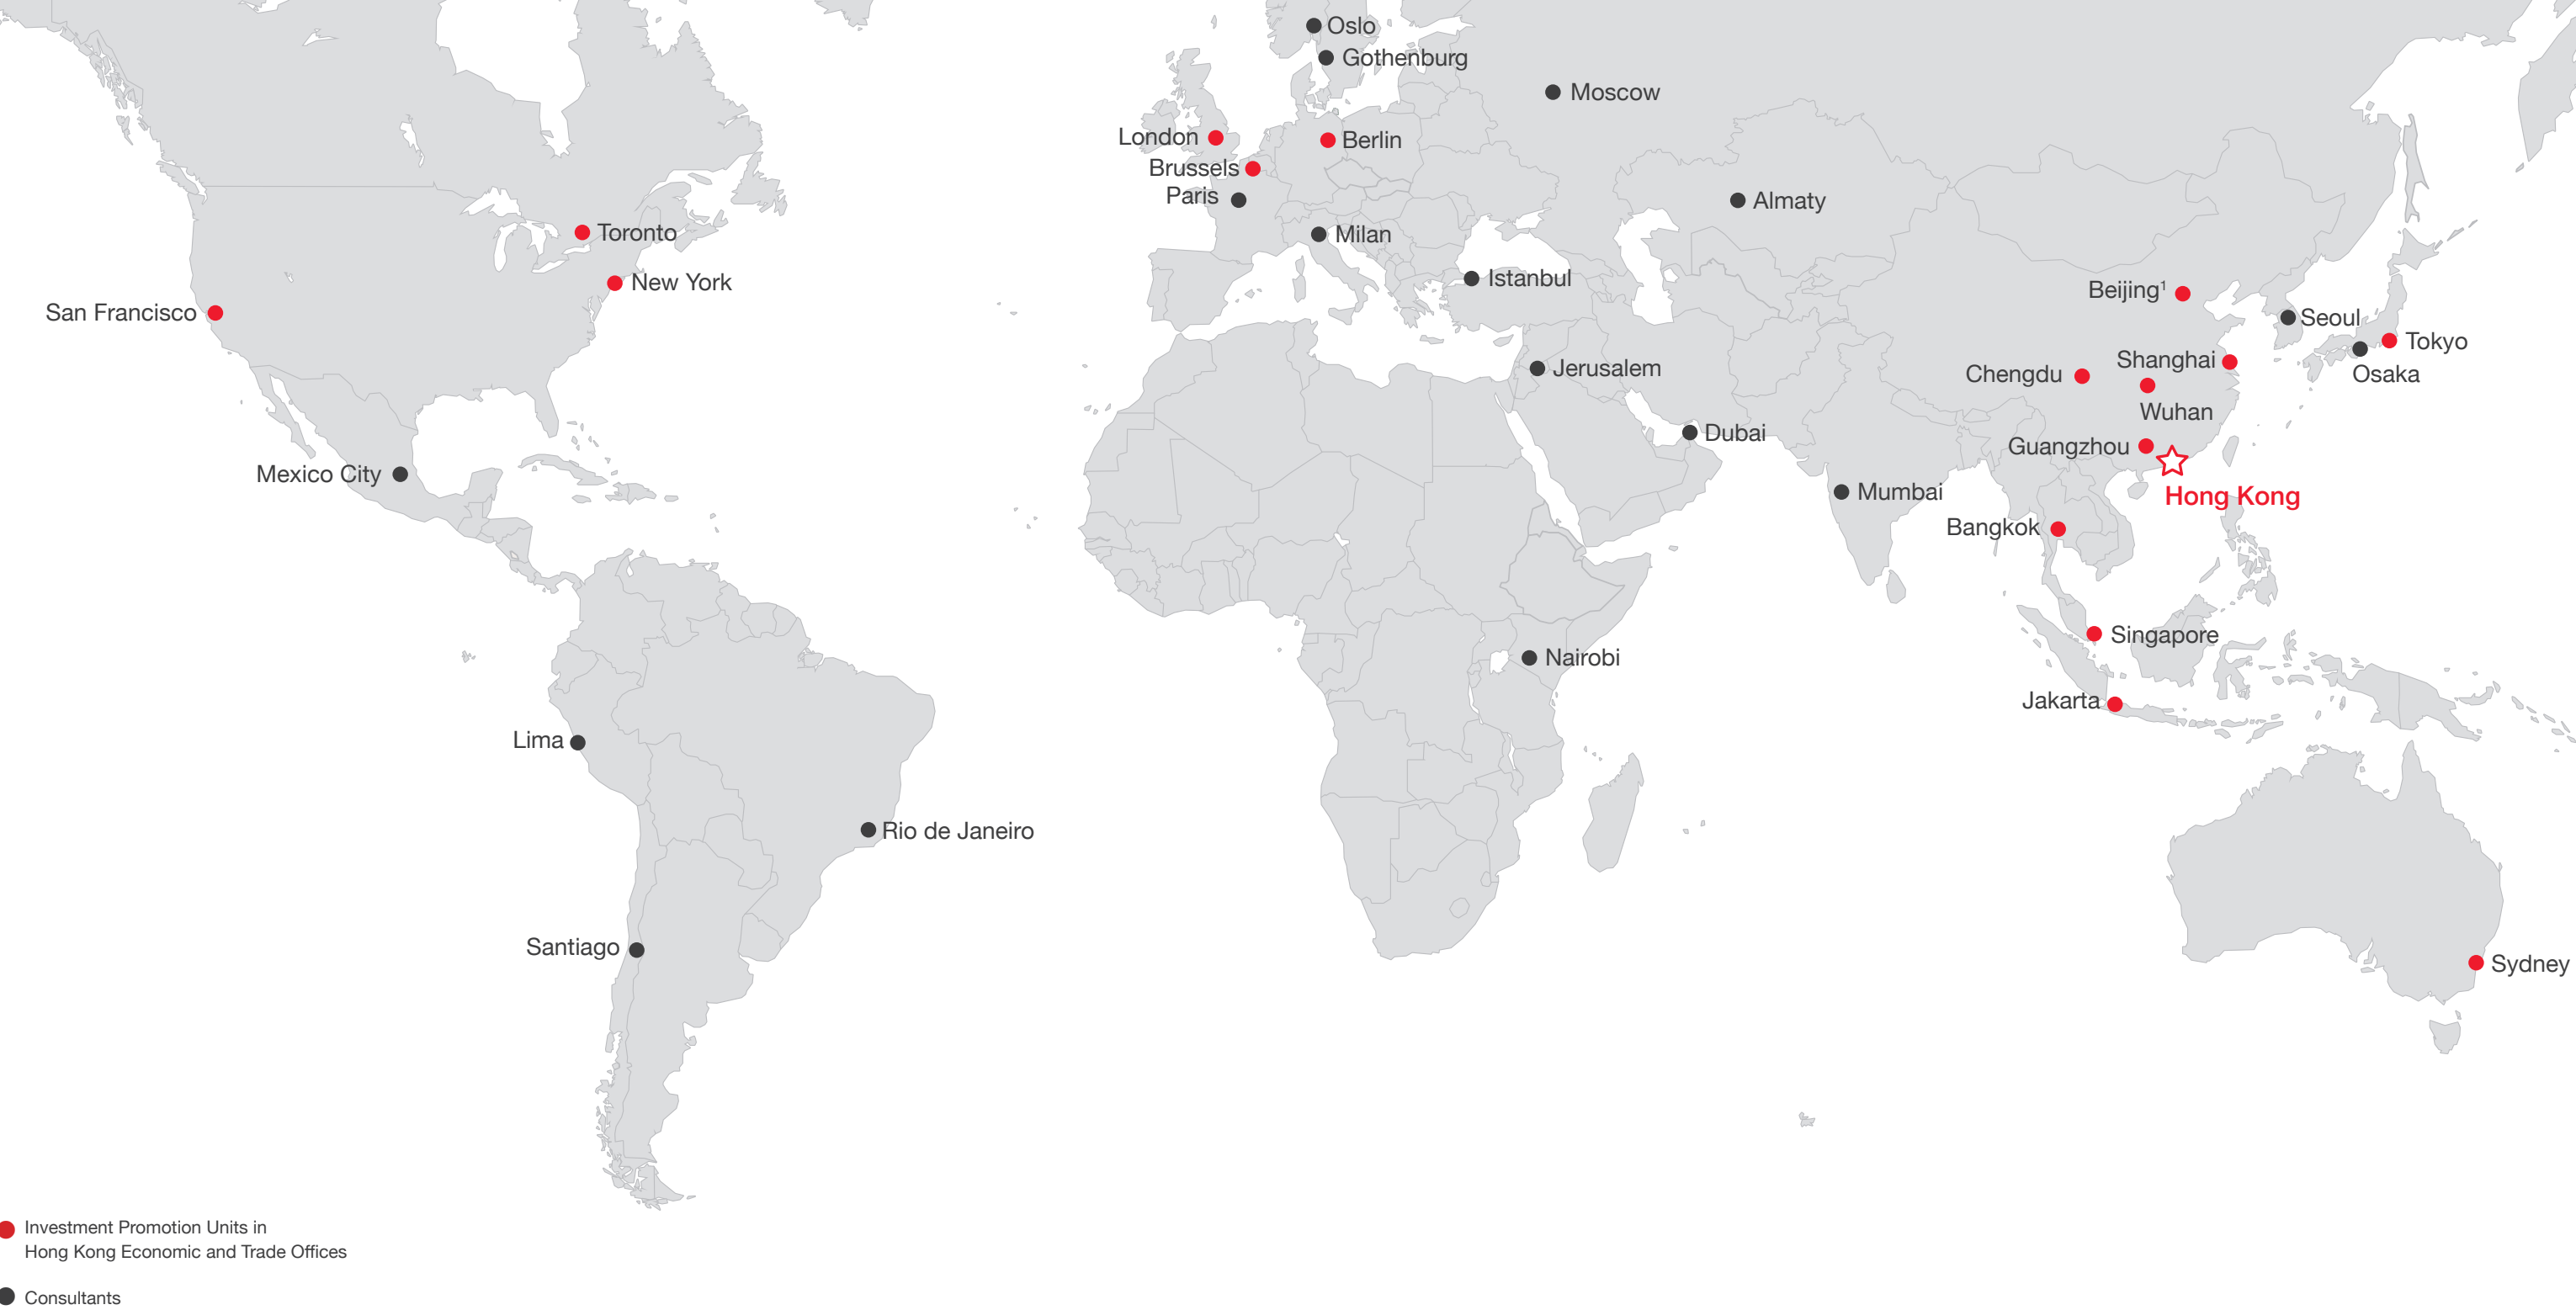 Oslo
Gothenburg
Moscow
London
Berlin
Brussels
Paris
Almaty
Toronto
Milan
Istanbul
New York
Beijing¹
San Francisco
Seoul
Tokyo
Shanghai
Jerusalem
Chengdu
Osaka
Wuhan
Dubai
Guangzhou
Mexico City
Mumbai
Hong Kong
Bangkok
Singapore
Nairobi
Jakarta
Lima
Rio de Janeiro
Santiago
Sydney
Investment Promotion Units in
Hong Kong Economic and Trade Offices
Consultants